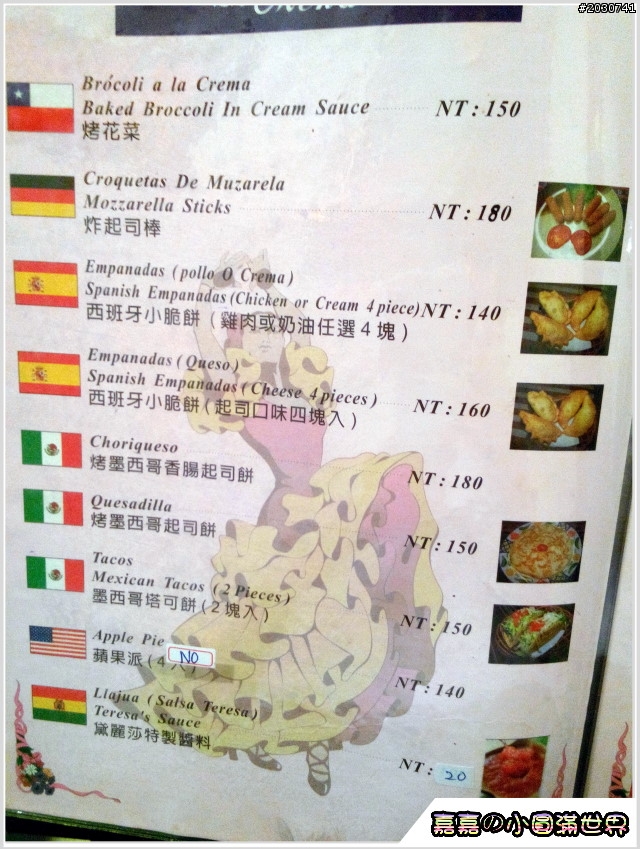 #2030741
Brócoli a la Crema
Baked Broccoli In Cream Sauce NT:150
烤花菜
Croquetas De Muzarela
Mozzarella Sticks NT:180
炸起司棒
Empanadas (pollo O Crema)
Spanish Empanadas (Chicken or Cream 4 piece) NT:140
西班牙小脆餅 (雞肉或奶油任選4塊)
Empanadas (Queso)
Spanish Empanadas (Cheese 4 pieces) NT:160
西班牙小脆餅 (起司口味四塊入)
Choriqueso
烤墨西哥香腸起司餅 NT:180
Quesadilla
烤墨西哥起司餅 NT:150
Tacos
Mexican Tacos (2 Pieces)
墨西哥塔可餅 (2塊入) NT:150
Apple Pie
蘋果派 (4 NO
NT:140
Llajua (Salsa Teresa)
Teresa's Sauce
黛麗莎特製醬料
NT: 20
嘉嘉の小圓滿世界